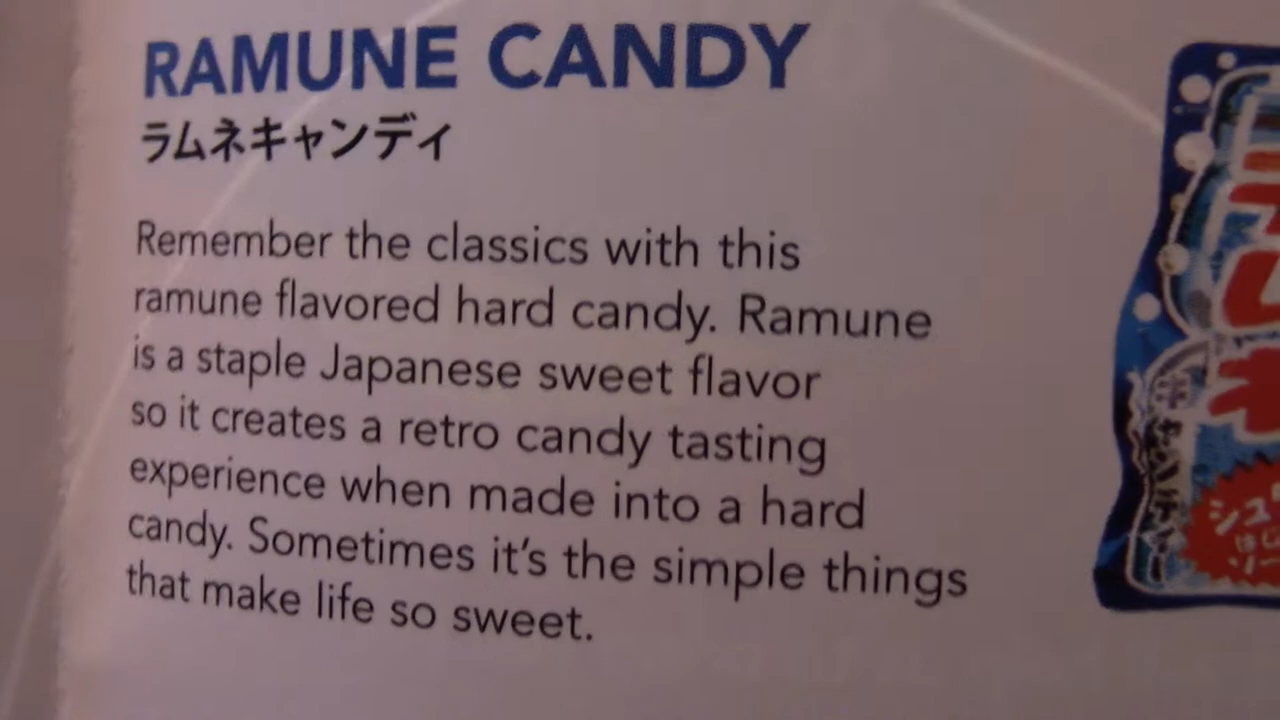 RAMUNE CANDY
ラムネキャンディ
Remember the classics with this
ramune flavored hard candy. Ramune
is a staple Japanese sweet flavor
so it creates a retro candy tasting
experience when made into a hard
candy. Sometimes it's the simple things
that make life so sweet.